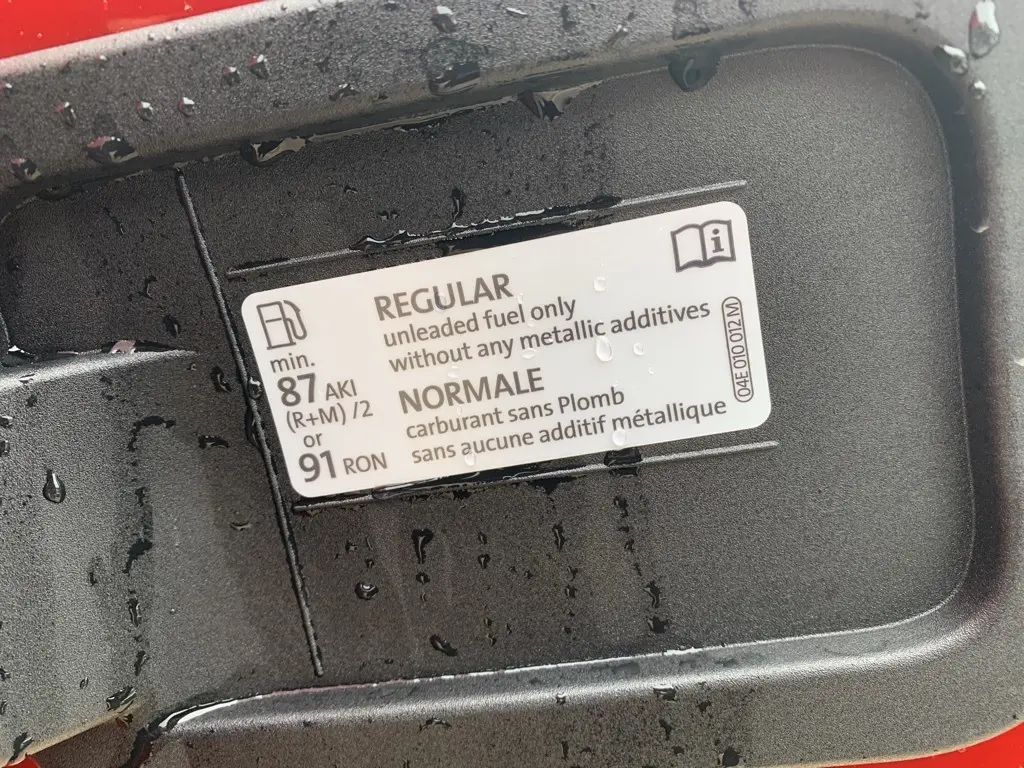 min.
87 AKI
(R+M) /2
or
91 RON
REGULAR
unleaded fuel only
without any metallic additives
NORMALE
carburant sans Plomb
sans aucune additif métallique
04E 010 012 M